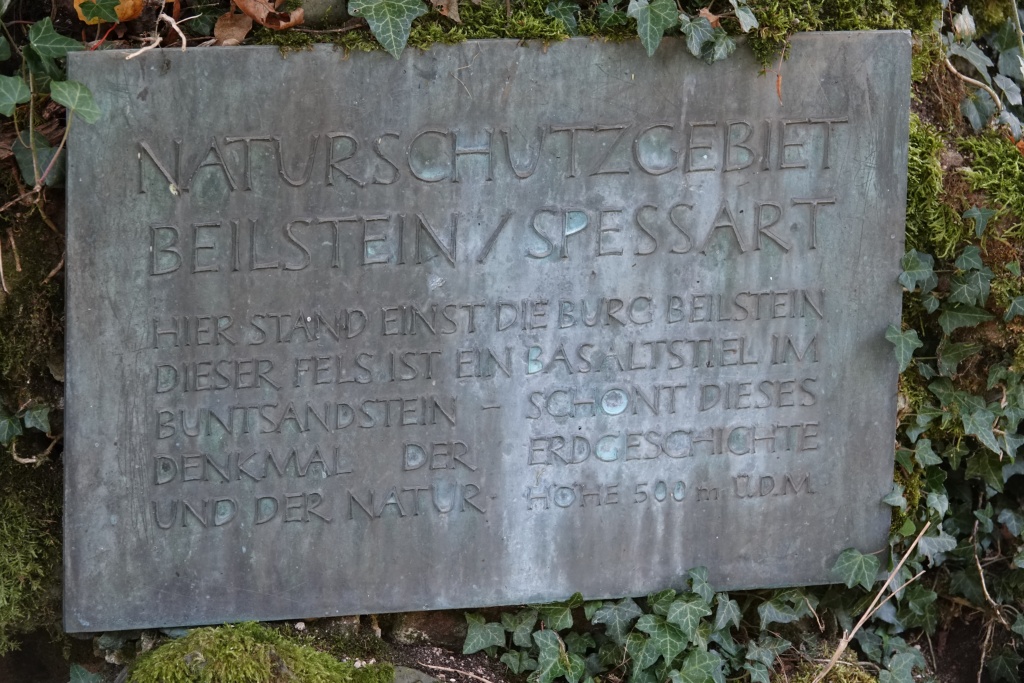 NATURSCHUTZGEBIET
BEILSTEIN / SPESSART
HIER STAND EINST DIE BURG BEILSTEIN
DIESER FELS IST EIN BASALTSTIEL IM
BUNTSANDSTEIN – SCHONT DIESES
DENKMAL DER ERDGESCHICHTE
UND DER NATUR - HÖHE 500 m Ü.D.M.